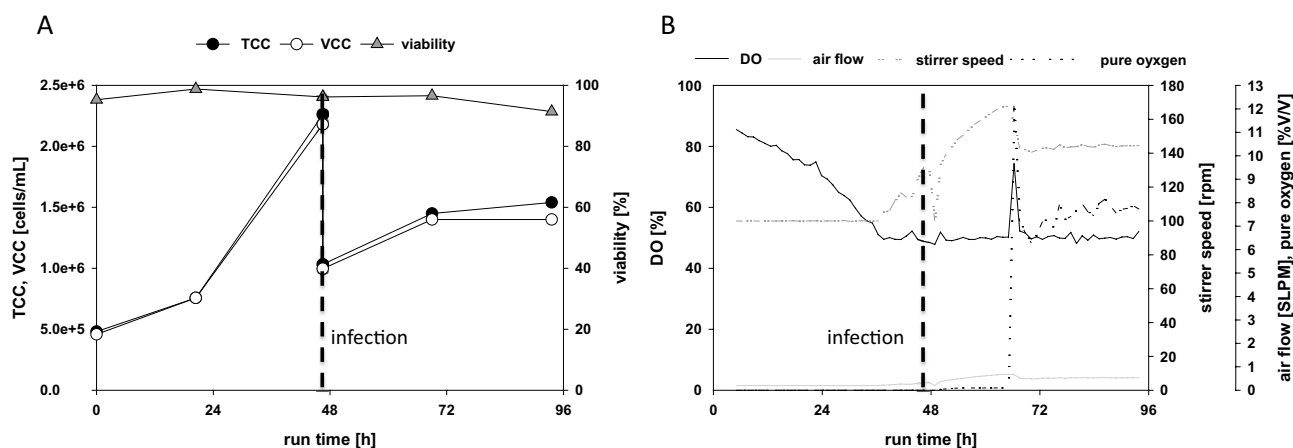 A
TCC VCC viability
2.5e+6
2.0e+6
1.5e+6
1.0e+6
5.0e+5
0.0
TCC, VCC [cells/mL]
100
80
60
40
20
0
viability [%]
infection
0 24 48 72 96
run time [h]
B
DO air flow stirrer speed pure oyxgen
100
80
60
40
20
0
DO [%]
180
160
140
120
100
80
60
40
20
0
stirrer speed [rpm]
13
12
11
10
9
8
7
6
5
4
3
2
1
0
air flow [SLPM], pure oxygen [%V/V]
infection
0 24 48 72 96
run time [h]